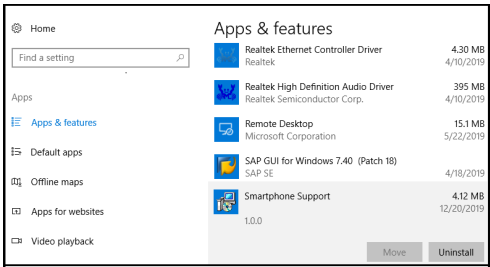 Home
Find a setting
Apps
Apps & features
Default apps
Offline maps
Apps for websites
Video playback
Apps & features
Realtek Ethernet Controller Driver 4.30 MB
Realtek 4/10/2019
Realtek High Definition Audio Driver 395 MB
Realtek Semiconductor Corp. 4/10/2019
Remote Desktop 15.1 MB
Microsoft Corporation 5/22/2019
SAP GUI for Windows 7.40 (Patch 18)
SAP SE 4/18/2019
Smartphone Support 4.12 MB
12/20/2019
1.0.0
Move Uninstall